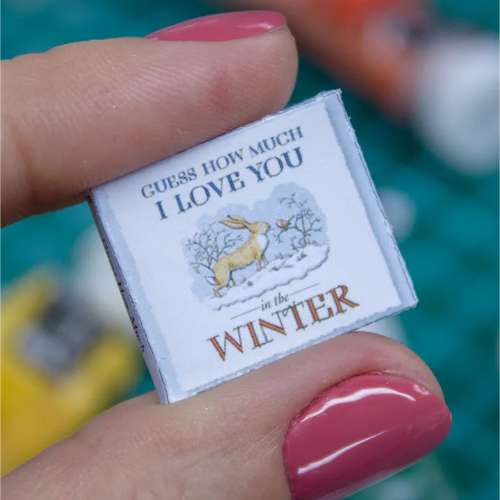 GUESS HOW MUCH
I LOVE YOU
in the
WINTER